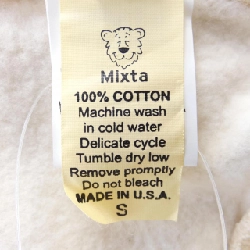 Mixta
100% COTTON
Machine wash
in cold water
Delicate cycle
Tumble dry low
Remove promptly
Do not bleach
MADE IN U.S.A.
S